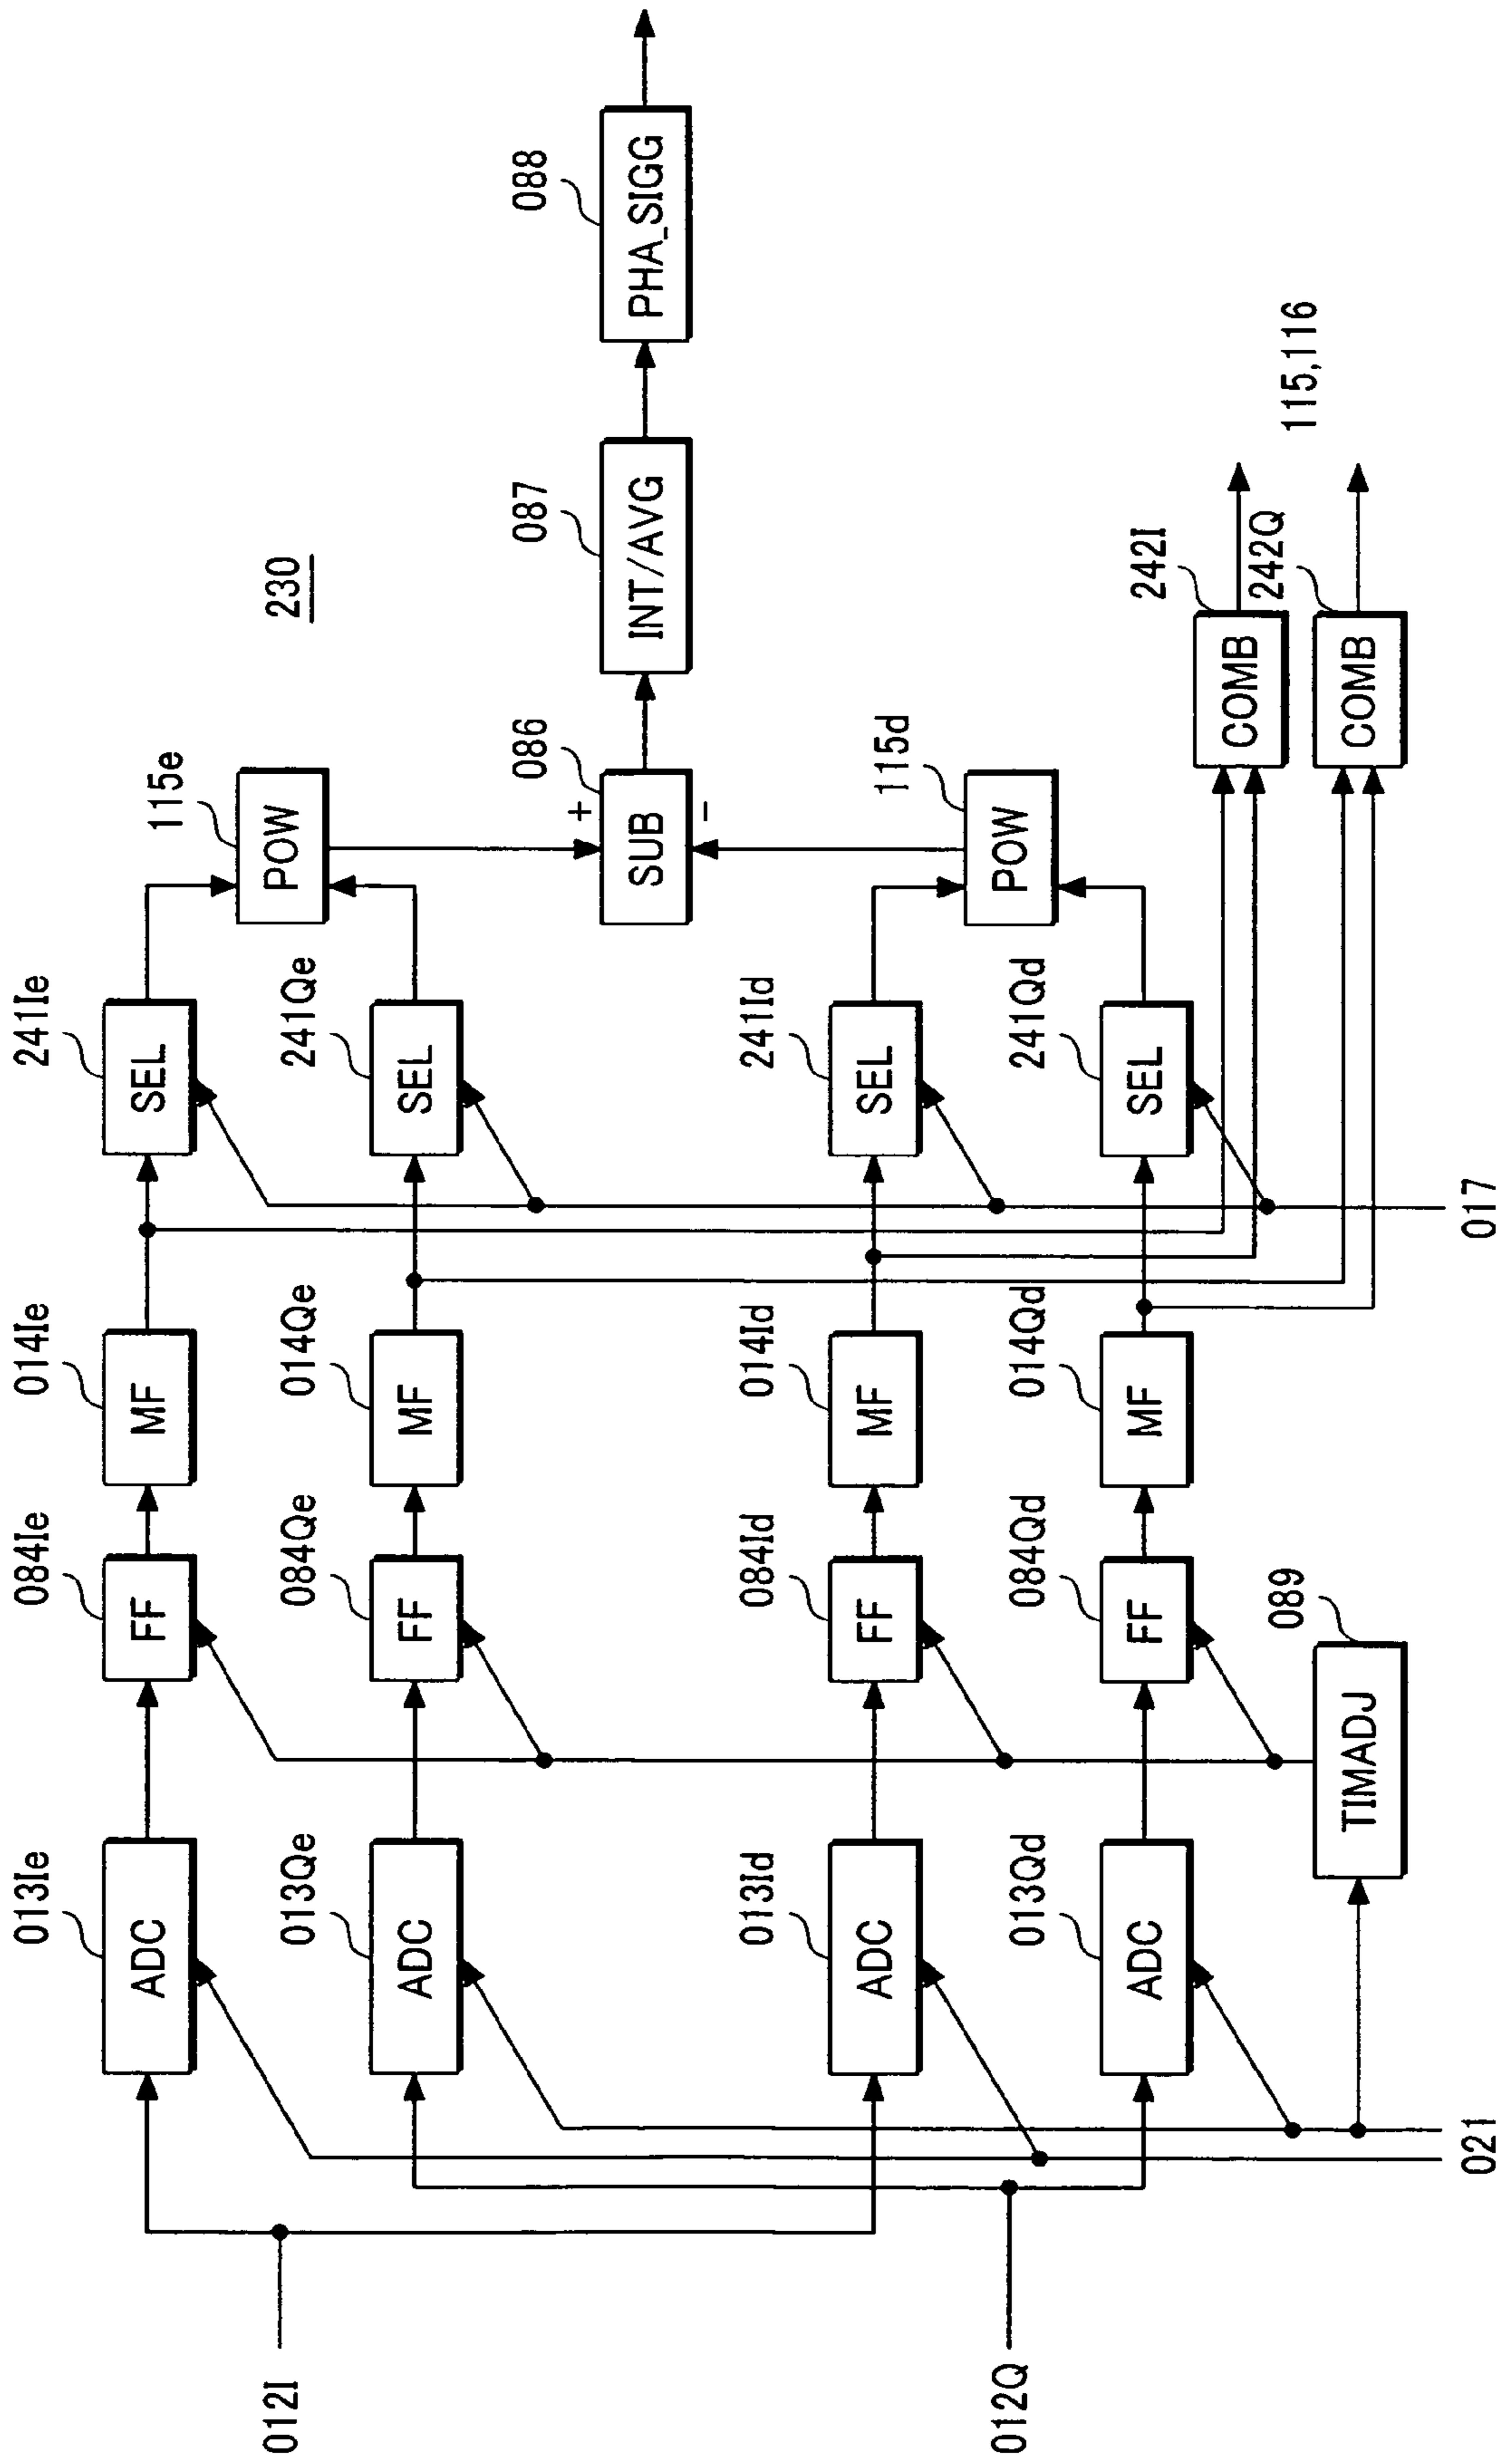 230
012I
012Q
021
017
013Ie
ADC
084Ie
FF
014Ie
MF
241Ie
SEL
115e
POW
013Qe
ADC
084Qe
FF
014Qe
MF
241Qe
SEL
086
+
SUB
-
087
INT/AVG
088
PHA_SIGG
013Id
ADC
084Id
FF
014Id
MF
241Id
SEL
115d
POW
013Qd
ADC
084Qd
FF
014Qd
MF
241Qd
SEL
242I
COMB
242Q
COMB
115,116
089
TIMADJ